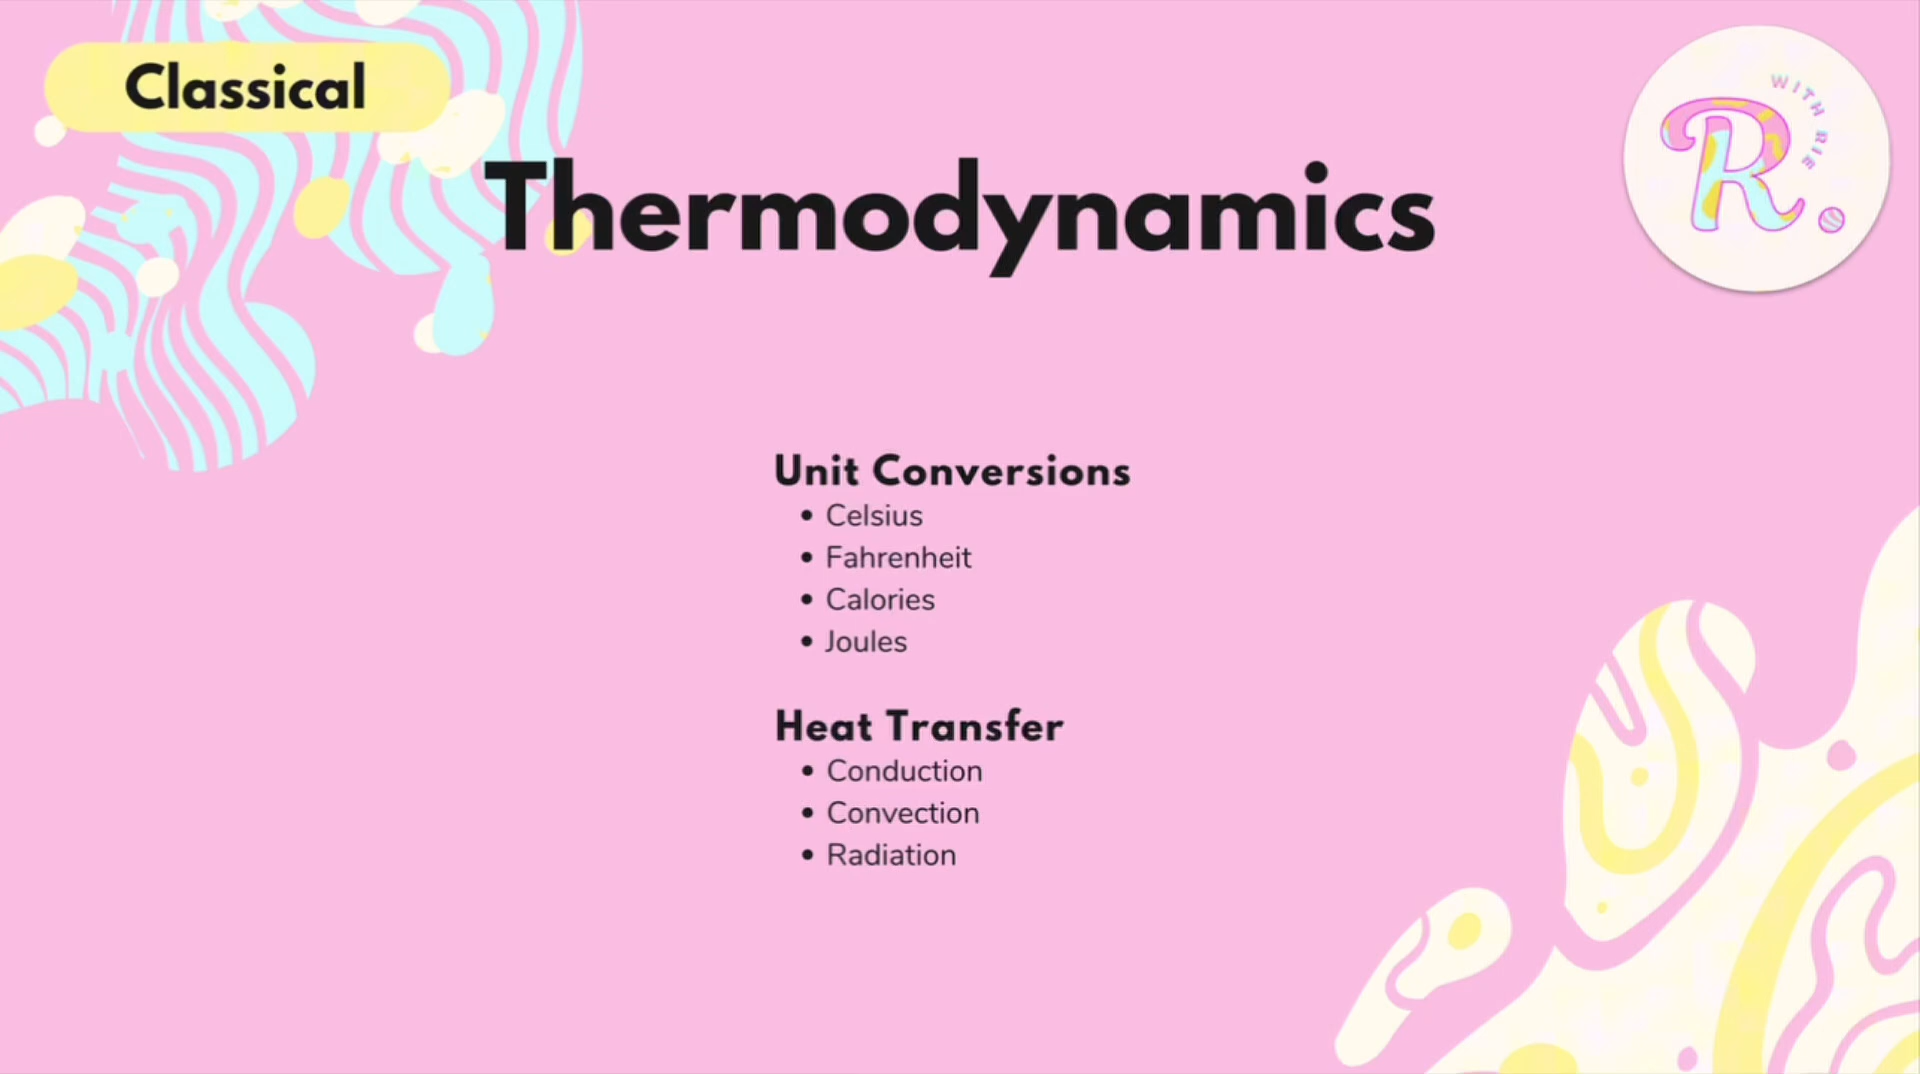 Classical
WITH RIE
R.
Thermodynamics
Unit Conversions
• Celsius
• Fahrenheit
• Calories
• Joules
Heat Transfer
• Conduction
• Convection
• Radiation